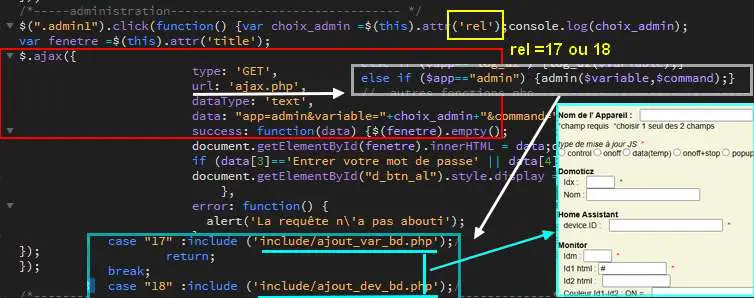 /*-----administration-------------------------- */
$(".admin1").click(function() {var choix_admin =$(this).attr('rel');console.log(choix_admin);
var fenetre =$(this).attr('title');
rel =17 ou 18
$.ajax({
type: 'GET',
else if ($app=="admin") {admin($variable,$command);}
url: 'ajax.php',
dataType: 'text',
data: "app=admin&variable="+choix_admin+"&command="
success: function(data) {$(fenetre).empty();
document.getElementById(fenetre).innerHTML = data;
if (data[3]=='Entrer votre mot de passe' || data[4]
document.getElementById("d_btn_al").style.display =
},
error: function() {
alert('La requête n\'a pas abouti');
case "17" :include ('include/ajout_var_bd.php');/
return;
});
break;
});
case "18" :include ('include/ajout_dev_bd.php');/
Nom de l' Appareil :
*champ requis *choisir 1 seul des 2 champs
type de mise à jour JS *
control onoff data(temp) onoff+stop popup
Domoticz
Idx : *
Nom :
Home Assistant
device.ID : *
Monitor
Idm : *
Id1 html : # *
Id2 html :
Couleur Id1-Id2 : ON =